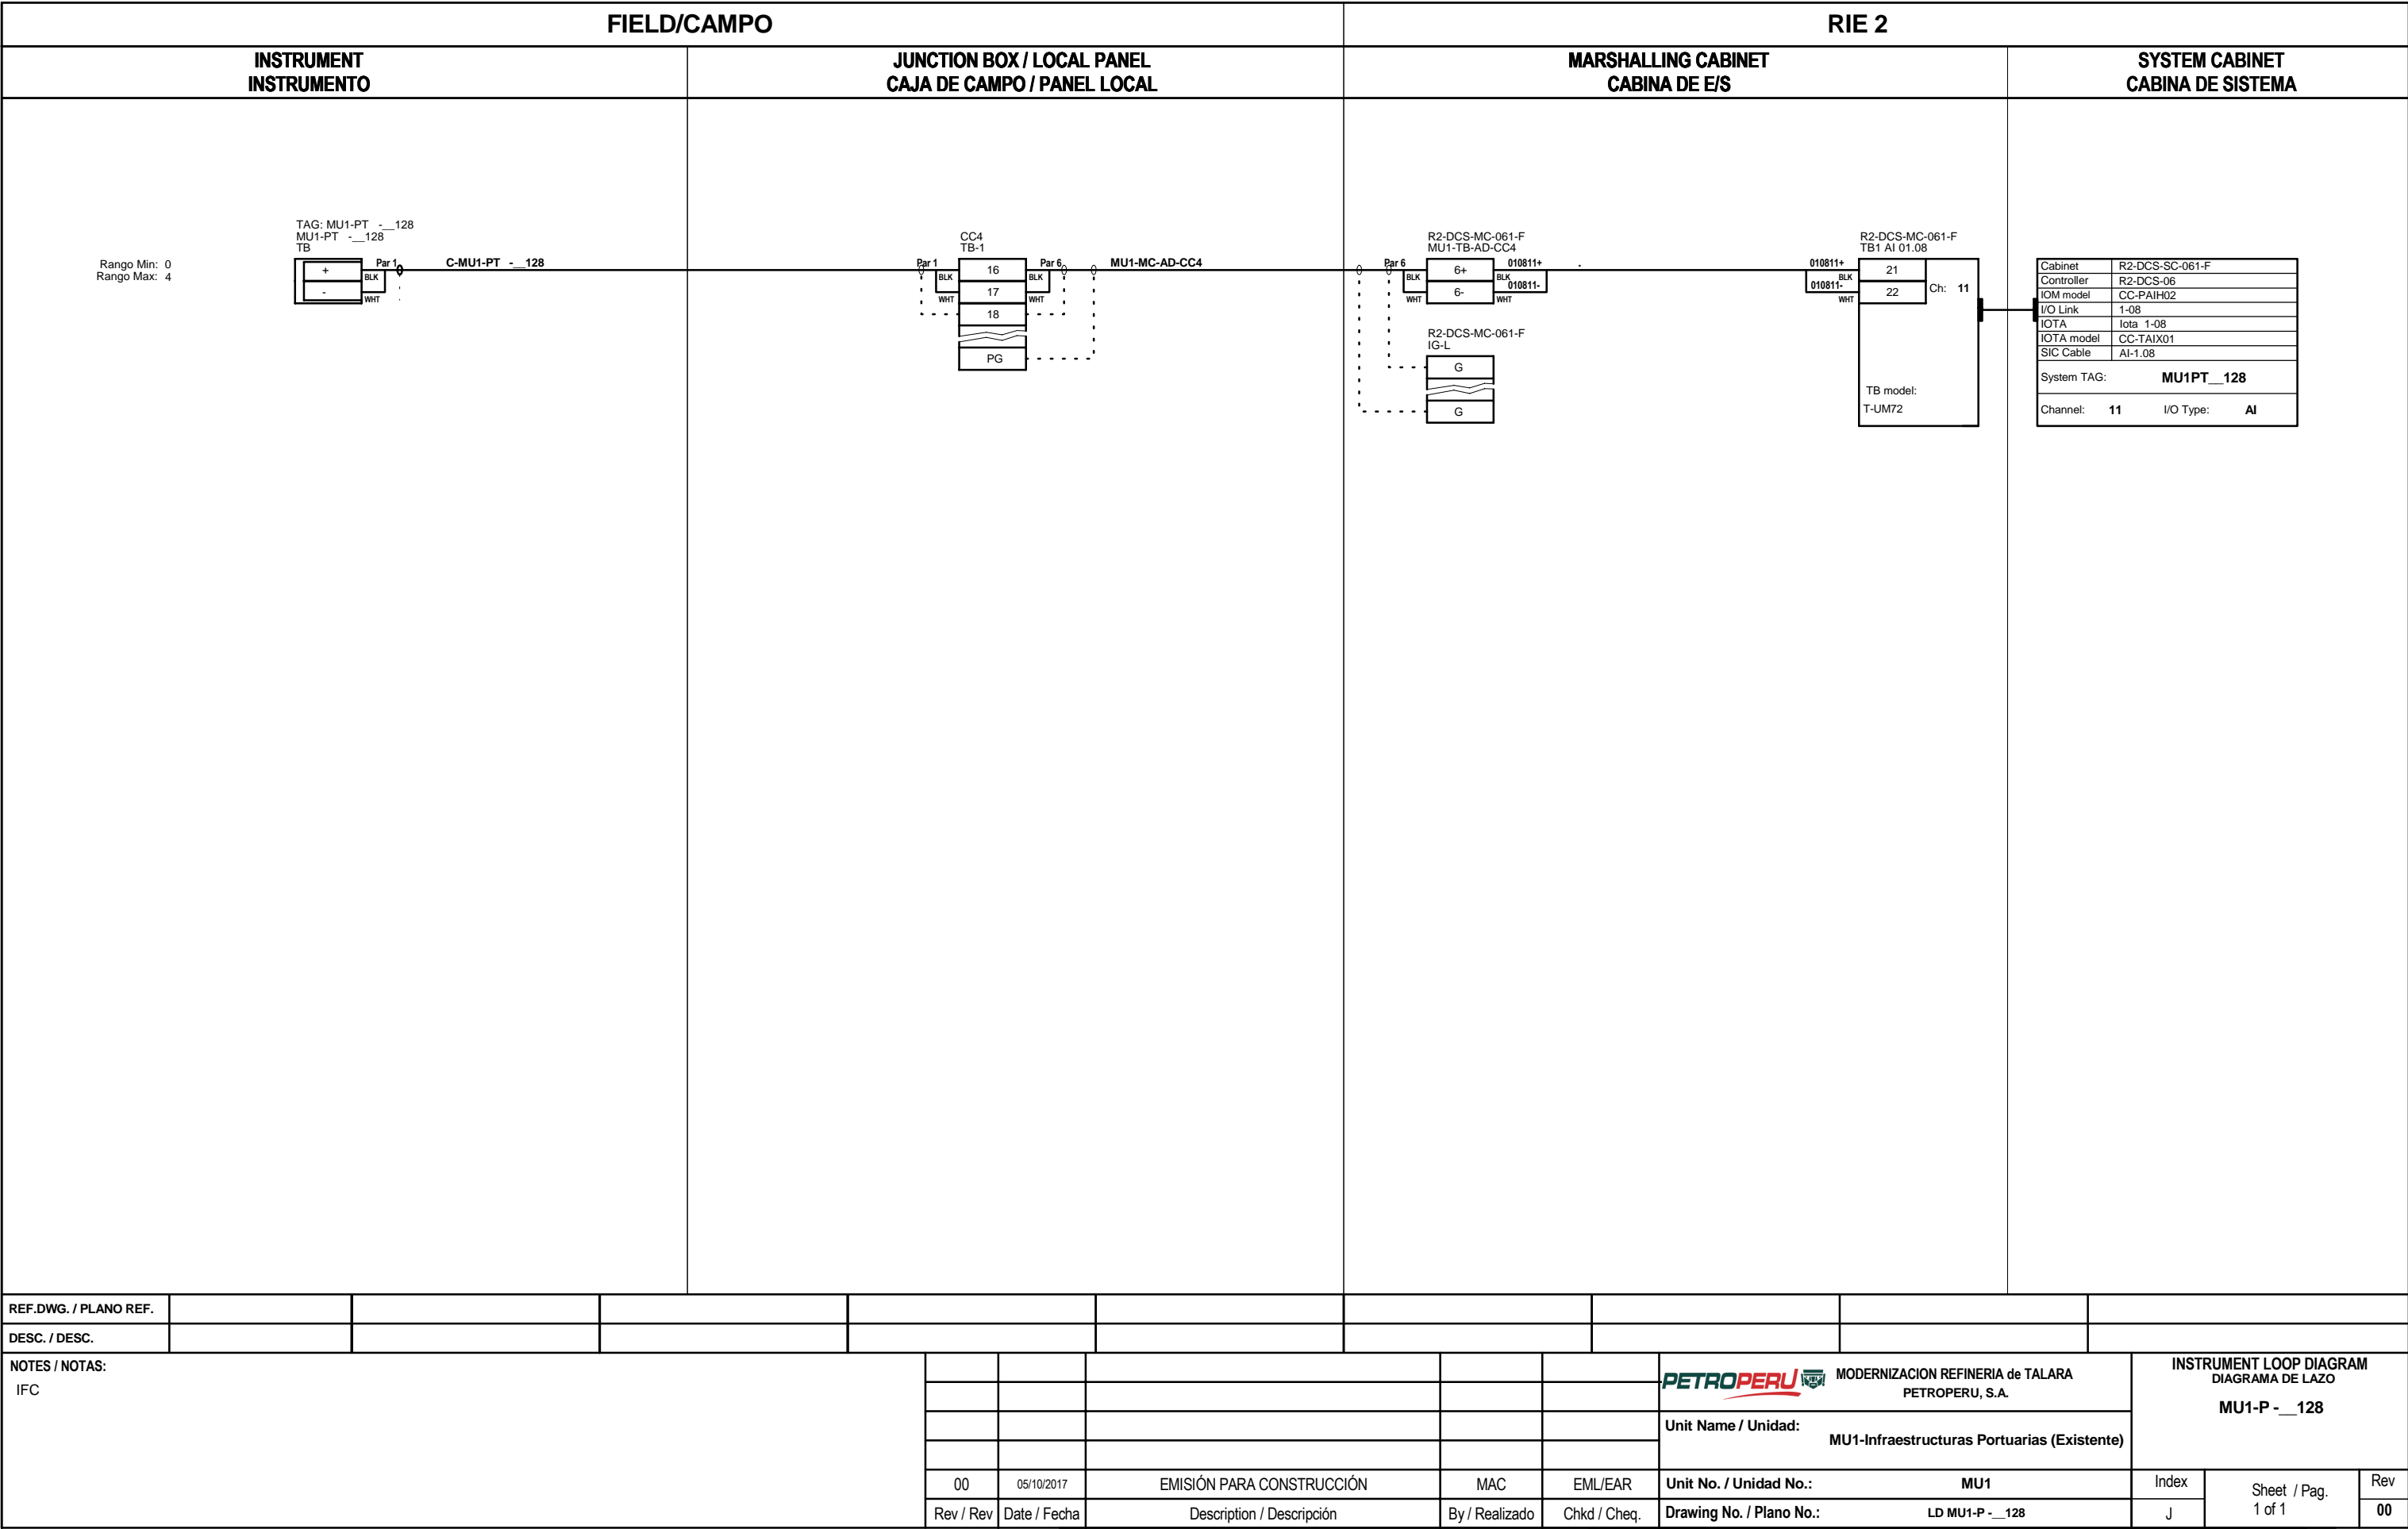 FIELD/CAMPO
RIE 2
INSTRUMENT
INSTRUMENTO
JUNCTION BOX / LOCAL PANEL
CAJA DE CAMPO / PANEL LOCAL
MARSHALLING CABINET
CABINA DE E/S
SYSTEM CABINET
CABINA DE SISTEMA
Rango Min: 0
Rango Max: 4
TAG: MU1-PT -__128
MU1-PT -__128
TB
+
-
Par 1
BLK
WHT
C-MU1-PT -__128
CC4
TB-1
Par 1
BLK
WHT
16
17
18
PG
Par 6
BLK
WHT
MU1-MC-AD-CC4
R2-DCS-MC-061-F
MU1-TB-AD-CC4
Par 6
BLK
WHT
6+
6-
010811+
BLK
010811-
WHT
R2-DCS-MC-061-F
IG-L
G
G
R2-DCS-MC-061-F
TB1 AI 01.08
010811+
BLK
010811-
WHT
21
22
Ch: 11
TB model:
T-UM72
Cabinet R2-DCS-SC-061-F
Controller R2-DCS-06
IOM model CC-PAIH02
I/O Link 1-08
IOTA Iota 1-08
IOTA model CC-TAIX01
SIC Cable AI-1.08
System TAG: MU1PT__128
Channel: 11 I/O Type: AI
REF.DWG. / PLANO REF.
DESC. / DESC.
NOTES / NOTAS:
IFC
00 05/10/2017 EMISIÓN PARA CONSTRUCCIÓN MAC EML/EAR
Rev / Rev Date / Fecha Description / Descripción By / Realizado Chkd / Cheq.
PETROPERU
MODERNIZACION REFINERIA de TALARA
PETROPERU, S.A.
Unit Name / Unidad:
MU1-Infraestructuras Portuarias (Existente)
Unit No. / Unidad No.: MU1
Drawing No. / Plano No.: LD MU1-P -__128
INSTRUMENT LOOP DIAGRAM
DIAGRAMA DE LAZO
MU1-P -__128
Index
J
Sheet / Pag.
1 of 1
Rev
00